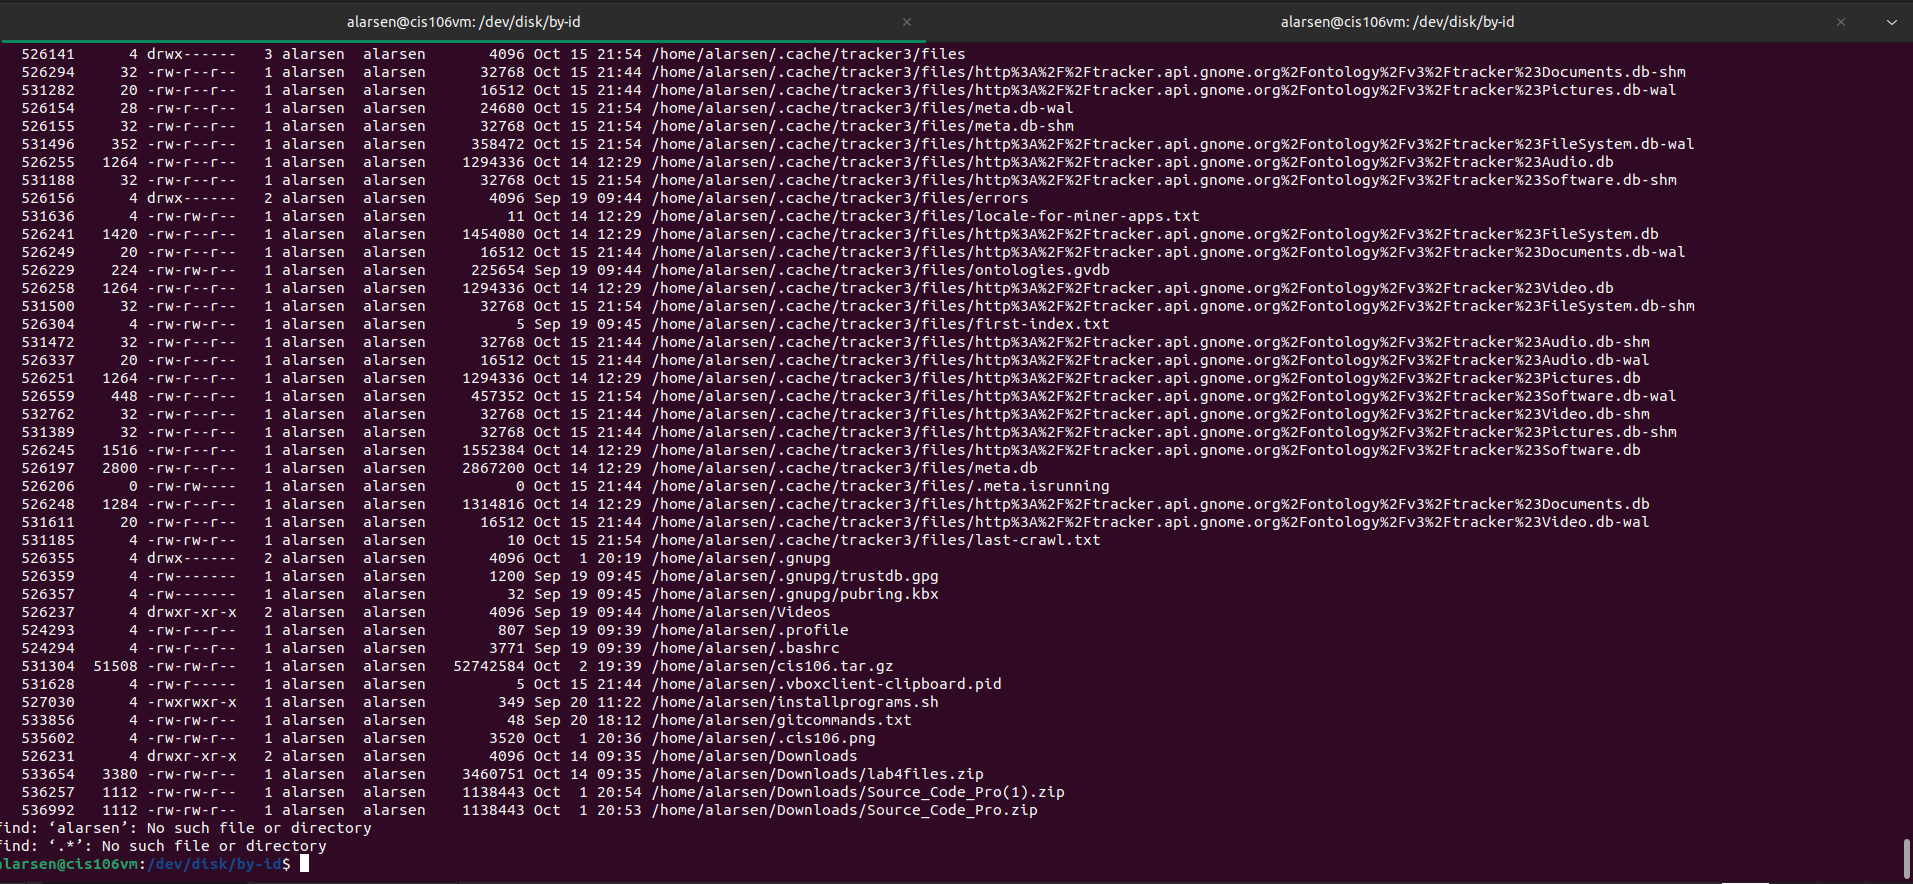 alarsen@cis106vm: /dev/disk/by-id × alarsen@cis106vm: /dev/disk/by-id ×
526141 4 drwx------ 3 alarsen alarsen 4096 Oct 15 21:54 /home/alarsen/.cache/tracker3/files
526294 32 -rw-r--r-- 1 alarsen alarsen 32768 Oct 15 21:44 /home/alarsen/.cache/tracker3/files/http%3A%2F%2Ftracker.api.gnome.org%2Fontology%2Fv3%2Ftracker%23Documents.db-shm
531282 20 -rw-r--r-- 1 alarsen alarsen 16512 Oct 15 21:44 /home/alarsen/.cache/tracker3/files/http%3A%2F%2Ftracker.api.gnome.org%2Fontology%2Fv3%2Ftracker%23Pictures.db-wal
526154 28 -rw-r--r-- 1 alarsen alarsen 24680 Oct 15 21:54 /home/alarsen/.cache/tracker3/files/meta.db-wal
526155 32 -rw-r--r-- 1 alarsen alarsen 32768 Oct 15 21:54 /home/alarsen/.cache/tracker3/files/meta.db-shm
531496 352 -rw-r--r-- 1 alarsen alarsen 358472 Oct 15 21:54 /home/alarsen/.cache/tracker3/files/http%3A%2F%2Ftracker.api.gnome.org%2Fontology%2Fv3%2Ftracker%23FileSystem.db-wal
526255 1264 -rw-r--r-- 1 alarsen alarsen 1294336 Oct 14 12:29 /home/alarsen/.cache/tracker3/files/http%3A%2F%2Ftracker.api.gnome.org%2Fontology%2Fv3%2Ftracker%23Audio.db
531188 32 -rw-r--r-- 1 alarsen alarsen 32768 Oct 15 21:54 /home/alarsen/.cache/tracker3/files/http%3A%2F%2Ftracker.api.gnome.org%2Fontology%2Fv3%2Ftracker%23Software.db-shm
526156 4 drwx------ 2 alarsen alarsen 4096 Sep 19 09:44 /home/alarsen/.cache/tracker3/files/errors
531636 4 -rw-rw-r-- 1 alarsen alarsen 11 Oct 14 12:29 /home/alarsen/.cache/tracker3/files/locale-for-miner-apps.txt
526241 1420 -rw-r--r-- 1 alarsen alarsen 1454080 Oct 14 12:29 /home/alarsen/.cache/tracker3/files/http%3A%2F%2Ftracker.api.gnome.org%2Fontology%2Fv3%2Ftracker%23FileSystem.db
526249 20 -rw-r--r-- 1 alarsen alarsen 16512 Oct 15 21:44 /home/alarsen/.cache/tracker3/files/http%3A%2F%2Ftracker.api.gnome.org%2Fontology%2Fv3%2Ftracker%23Documents.db-wal
526229 224 -rw-rw-r-- 1 alarsen alarsen 225654 Sep 19 09:44 /home/alarsen/.cache/tracker3/files/ontologies.gvdb
526258 1264 -rw-r--r-- 1 alarsen alarsen 1294336 Oct 14 12:29 /home/alarsen/.cache/tracker3/files/http%3A%2F%2Ftracker.api.gnome.org%2Fontology%2Fv3%2Ftracker%23Video.db
531500 32 -rw-r--r-- 1 alarsen alarsen 32768 Oct 15 21:54 /home/alarsen/.cache/tracker3/files/http%3A%2F%2Ftracker.api.gnome.org%2Fontology%2Fv3%2Ftracker%23FileSystem.db-shm
526304 4 -rw-rw-r-- 1 alarsen alarsen 5 Sep 19 09:45 /home/alarsen/.cache/tracker3/files/first-index.txt
531472 32 -rw-r--r-- 1 alarsen alarsen 32768 Oct 15 21:44 /home/alarsen/.cache/tracker3/files/http%3A%2F%2Ftracker.api.gnome.org%2Fontology%2Fv3%2Ftracker%23Audio.db-shm
526337 20 -rw-r--r-- 1 alarsen alarsen 16512 Oct 15 21:44 /home/alarsen/.cache/tracker3/files/http%3A%2F%2Ftracker.api.gnome.org%2Fontology%2Fv3%2Ftracker%23Audio.db-wal
526251 1264 -rw-r--r-- 1 alarsen alarsen 1294336 Oct 14 12:29 /home/alarsen/.cache/tracker3/files/http%3A%2F%2Ftracker.api.gnome.org%2Fontology%2Fv3%2Ftracker%23Pictures.db
526559 448 -rw-r--r-- 1 alarsen alarsen 457352 Oct 15 21:54 /home/alarsen/.cache/tracker3/files/http%3A%2F%2Ftracker.api.gnome.org%2Fontology%2Fv3%2Ftracker%23Software.db-wal
532762 32 -rw-r--r-- 1 alarsen alarsen 32768 Oct 15 21:44 /home/alarsen/.cache/tracker3/files/http%3A%2F%2Ftracker.api.gnome.org%2Fontology%2Fv3%2Ftracker%23Video.db-shm
531389 32 -rw-r--r-- 1 alarsen alarsen 32768 Oct 15 21:44 /home/alarsen/.cache/tracker3/files/http%3A%2F%2Ftracker.api.gnome.org%2Fontology%2Fv3%2Ftracker%23Pictures.db-shm
526245 1516 -rw-r--r-- 1 alarsen alarsen 1552384 Oct 14 12:29 /home/alarsen/.cache/tracker3/files/http%3A%2F%2Ftracker.api.gnome.org%2Fontology%2Fv3%2Ftracker%23Software.db
526197 2800 -rw-r--r-- 1 alarsen alarsen 2867200 Oct 14 12:29 /home/alarsen/.cache/tracker3/files/meta.db
526206 0 -rw-rw---- 1 alarsen alarsen 0 Oct 15 21:44 /home/alarsen/.cache/tracker3/files/.meta.isrunning
526248 1284 -rw-r--r-- 1 alarsen alarsen 1314816 Oct 14 12:29 /home/alarsen/.cache/tracker3/files/http%3A%2F%2Ftracker.api.gnome.org%2Fontology%2Fv3%2Ftracker%23Documents.db
531611 20 -rw-r--r-- 1 alarsen alarsen 16512 Oct 15 21:44 /home/alarsen/.cache/tracker3/files/http%3A%2F%2Ftracker.api.gnome.org%2Fontology%2Fv3%2Ftracker%23Video.db-wal
531185 4 -rw-rw-r-- 1 alarsen alarsen 10 Oct 15 21:54 /home/alarsen/.cache/tracker3/files/last-crawl.txt
526355 4 drwx------ 2 alarsen alarsen 4096 Oct 1 20:19 /home/alarsen/.gnupg
526359 4 -rw------- 1 alarsen alarsen 1200 Sep 19 09:45 /home/alarsen/.gnupg/trustdb.gpg
526357 4 -rw------- 1 alarsen alarsen 32 Sep 19 09:45 /home/alarsen/.gnupg/pubring.kbx
526237 4 drwxr-xr-x 2 alarsen alarsen 4096 Sep 19 09:44 /home/alarsen/Videos
524293 4 -rw-r--r-- 1 alarsen alarsen 807 Sep 19 09:39 /home/alarsen/.profile
524294 4 -rw-r--r-- 1 alarsen alarsen 3771 Sep 19 09:39 /home/alarsen/.bashrc
531304 51508 -rw-rw-r-- 1 alarsen alarsen 52742584 Oct 2 19:39 /home/alarsen/cis106.tar.gz
531628 4 -rw-r----- 1 alarsen alarsen 5 Oct 15 21:44 /home/alarsen/.vboxclient-clipboard.pid
527030 4 -rwxrwxr-x 1 alarsen alarsen 349 Sep 20 11:22 /home/alarsen/installprograms.sh
533856 4 -rw-rw-r-- 1 alarsen alarsen 48 Sep 20 18:12 /home/alarsen/gitcommands.txt
535602 4 -rw-rw-r-- 1 alarsen alarsen 3520 Oct 1 20:36 /home/alarsen/.cis106.png
526231 4 drwxr-xr-x 2 alarsen alarsen 4096 Oct 14 09:35 /home/alarsen/Downloads
533654 3380 -rw-rw-r-- 1 alarsen alarsen 3460751 Oct 14 09:35 /home/alarsen/Downloads/lab4files.zip
536257 1112 -rw-rw-r-- 1 alarsen alarsen 1138443 Oct 1 20:54 /home/alarsen/Downloads/Source_Code_Pro(1).zip
536992 1112 -rw-rw-r-- 1 alarsen alarsen 1138443 Oct 1 20:53 /home/alarsen/Downloads/Source_Code_Pro.zip
find: ‘alarsen’: No such file or directory
find: ‘.*’: No such file or directory
alarsen@cis106vm:/dev/disk/by-id$